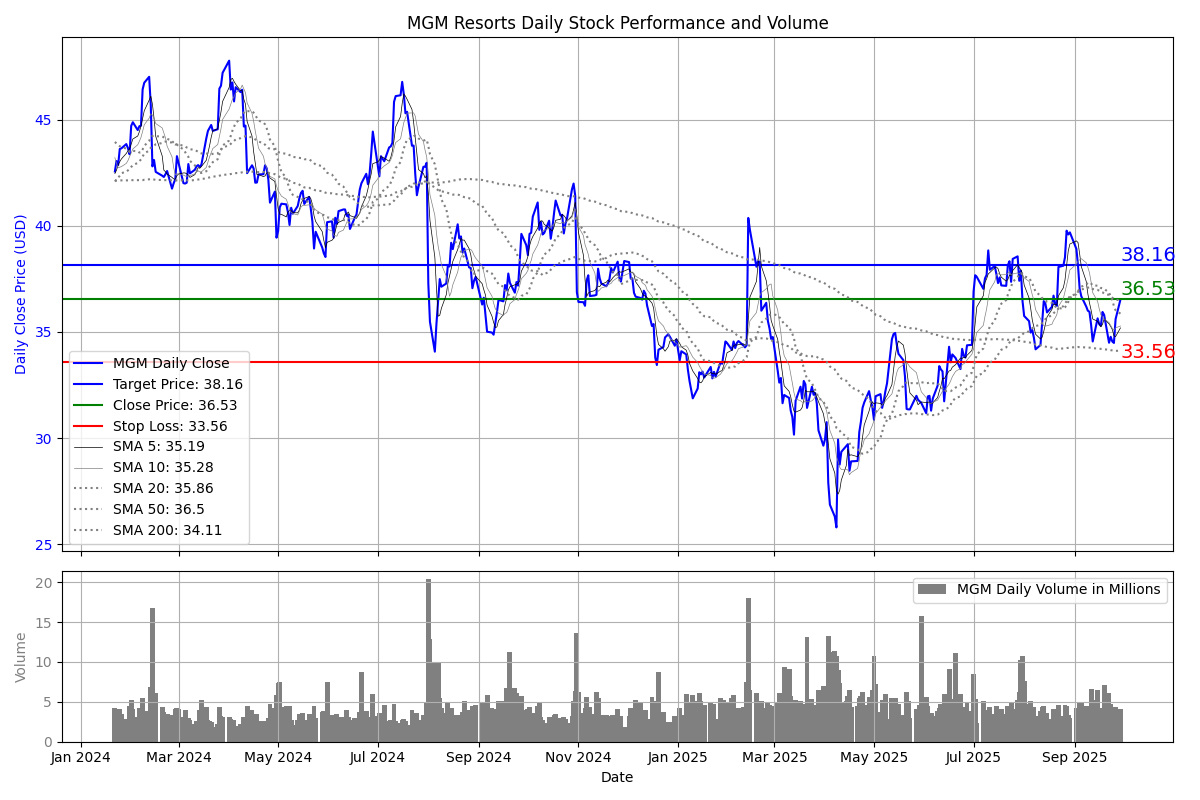 MGM Resorts Daily Stock Performance and Volume
Daily Close Price (USD)
45
40
35
30
25
38.16
36.53
33.56
MGM Daily Close
Target Price: 38.16
Close Price: 36.53
Stop Loss: 33.56
SMA 5: 35.19
SMA 10: 35.28
SMA 20: 35.86
SMA 50: 36.5
SMA 200: 34.11
Volume
20
15
10
5
0
MGM Daily Volume in Millions
Jan 2024 Mar 2024 May 2024 Jul 2024 Sep 2024 Nov 2024 Jan 2025 Mar 2025 May 2025 Jul 2025 Sep 2025
Date